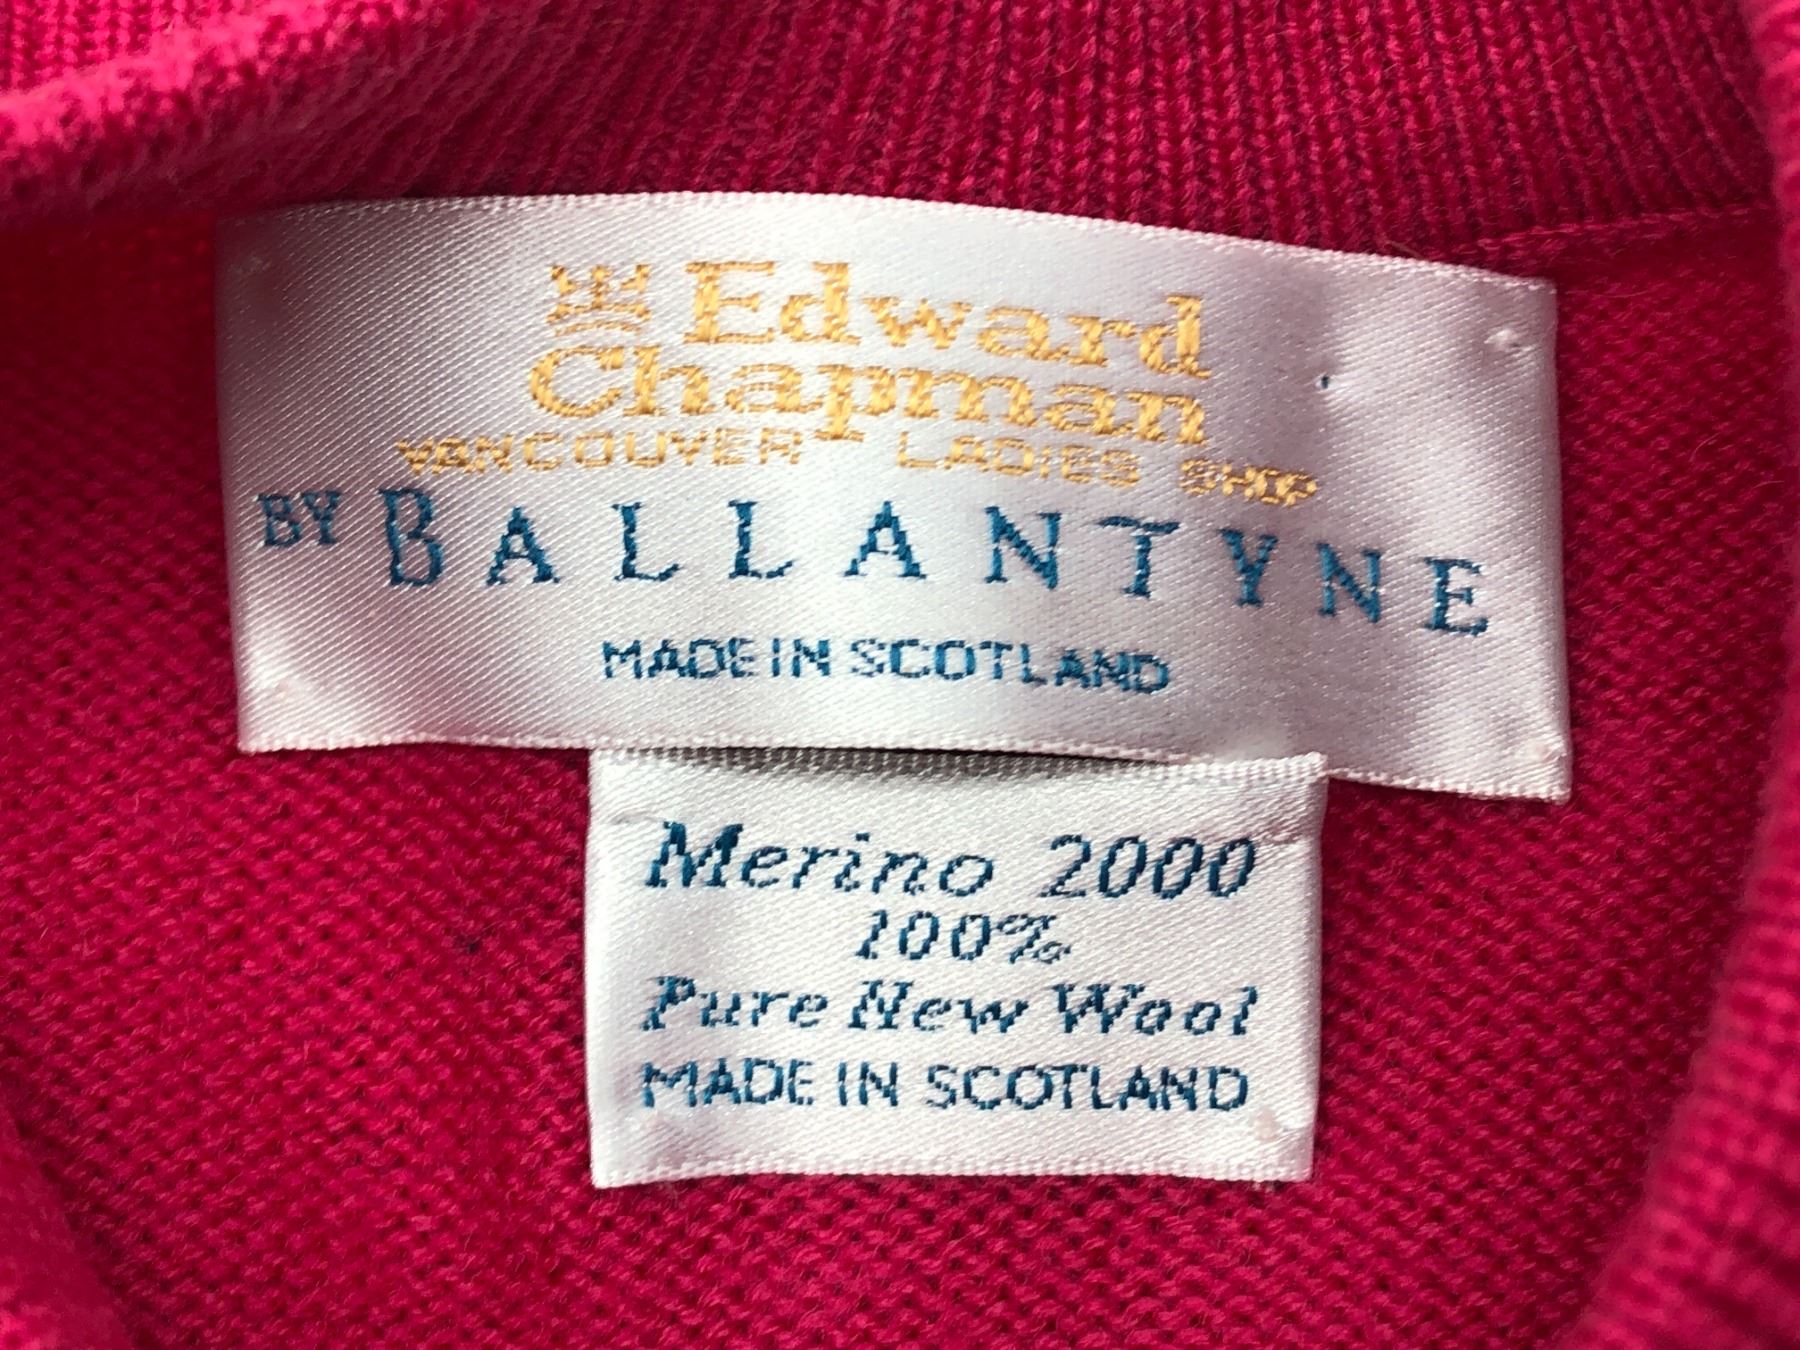 Edward
Chapman
VANCOUVER LADIES SHOP
BY BALLANTYNE
MADE IN SCOTLAND
Merino 2000
100%
Pure New Wool
MADE IN SCOTLAND